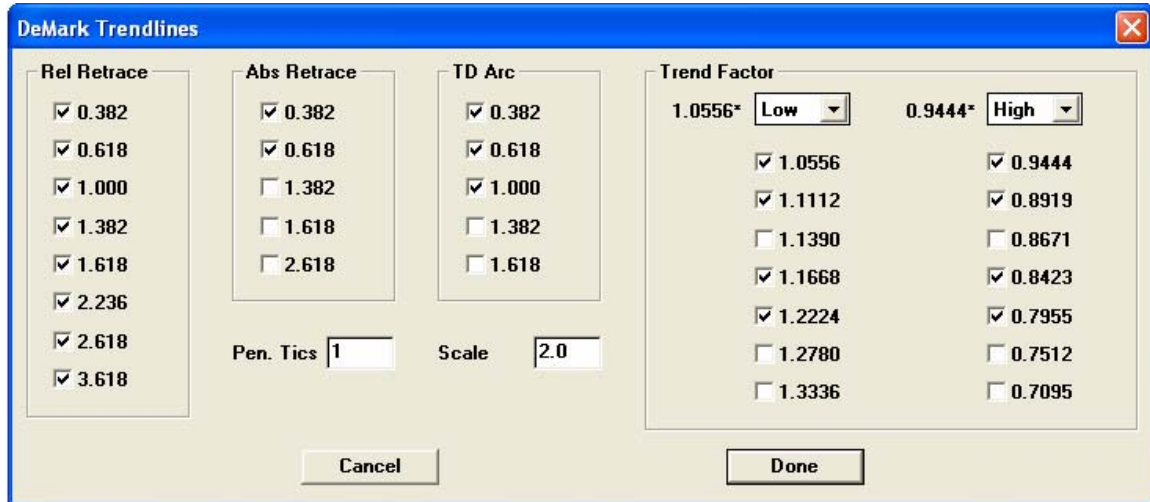 DeMark Trendlines
Rel Retrace
0.382
0.618
1.000
1.382
1.618
2.236
2.618
3.618
Abs Retrace
0.382
0.618
1.382
1.618
2.618
TD Arc
0.382
0.618
1.000
1.382
1.618
Pen. Tics 1
Scale 2.0
Trend Factor
1.0556* Low
0.9444* High
1.0556
1.1112
1.1390
1.1668
1.2224
1.2780
1.3336
0.9444
0.8919
0.8671
0.8423
0.7955
0.7512
0.7095
Cancel
Done